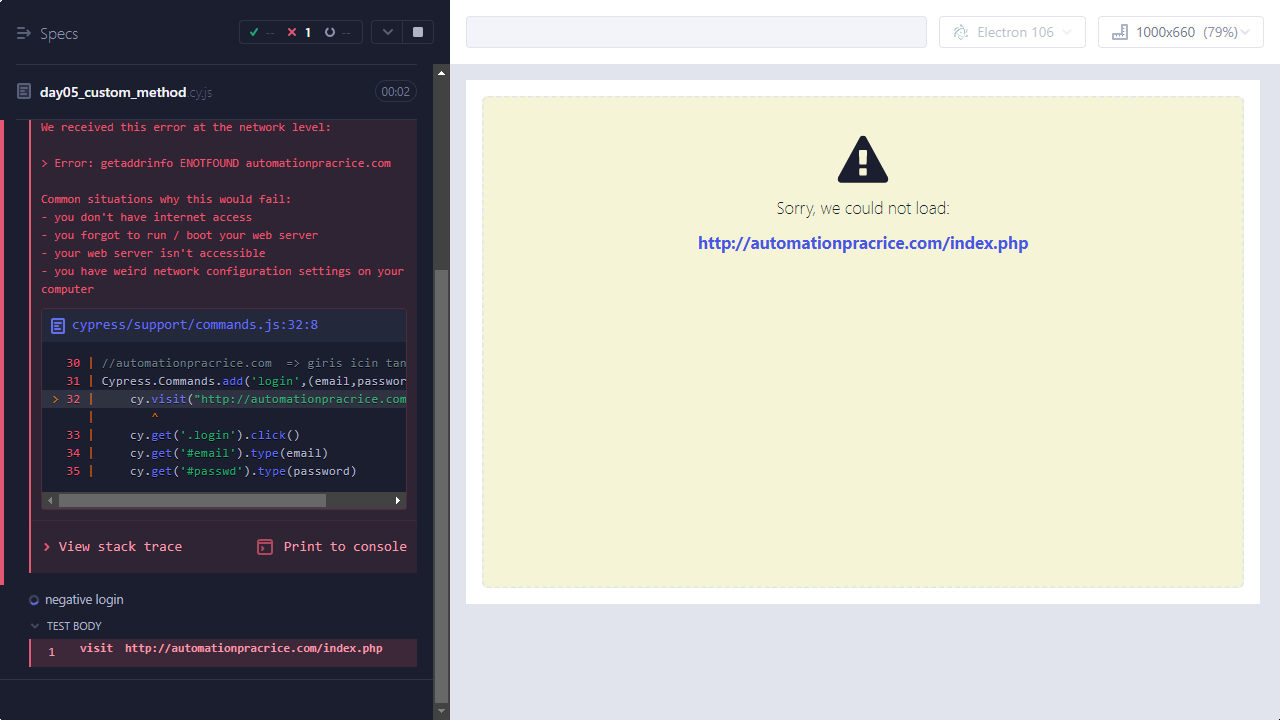 Specs
-- 1 --
day05_custom_method.cy.js 00:02
We received this error at the network level:
> Error: getaddrinfo ENOTFOUND automationpracrice.com
Common situations why this would fail:
- you don't have internet access
- you forgot to run / boot your web server
- your web server isn't accessible
- you have weird network configuration settings on your
computer
cypress/support/commands.js:32:8
30 | //automationpracrice.com => giris icin tan
31 | Cypress.Commands.add('login',(email,passwor
> 32 | cy.visit("http://automationpracrice.com
| ^
33 | cy.get('.login').click()
34 | cy.get('#email').type(email)
35 | cy.get('#passwd').type(password)
View stack trace Print to console
negative login
TEST BODY
1 visit http://automationpracrice.com/index.php
Electron 106
1000x660 (79%)
Sorry, we could not load:
http://automationpracrice.com/index.php